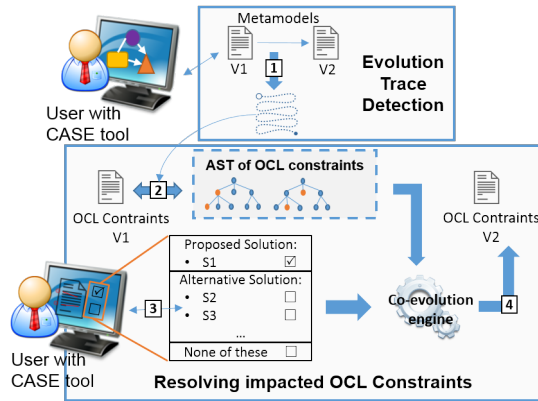 Metamodels
V1
V2
1
Evolution
Trace
Detection
User with
CASE tool
2
AST of OCL constraints
OCL Contraints
V1
OCL Contraints
V2
Proposed Solution:
• S1 ☑
Alternative Solution:
• S2 ☐
• S3 ☐
...
None of these ☐
3
Co-evolution
engine
4
User with
CASE tool
Resolving impacted OCL Constraints